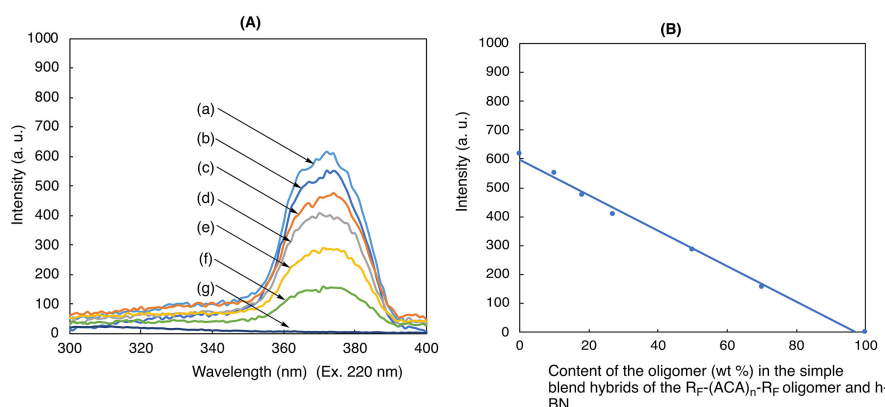 (A)
1000
900
800
700
600
500
400
300
200
100
0
Intensity (a. u.)
(a)
(b)
(c)
(d)
(e)
(f)
(g)
300
320
340
360
380
400
Wavelength (nm) (Ex. 220 nm)
(B)
1000
900
800
700
600
500
400
300
200
100
0
Intensity (a. u.)
0
20
40
60
80
100
Content of the oligomer (wt %) in the simple
blend hybrids of the RF-(ACA)n-RF oligomer and h-
BN